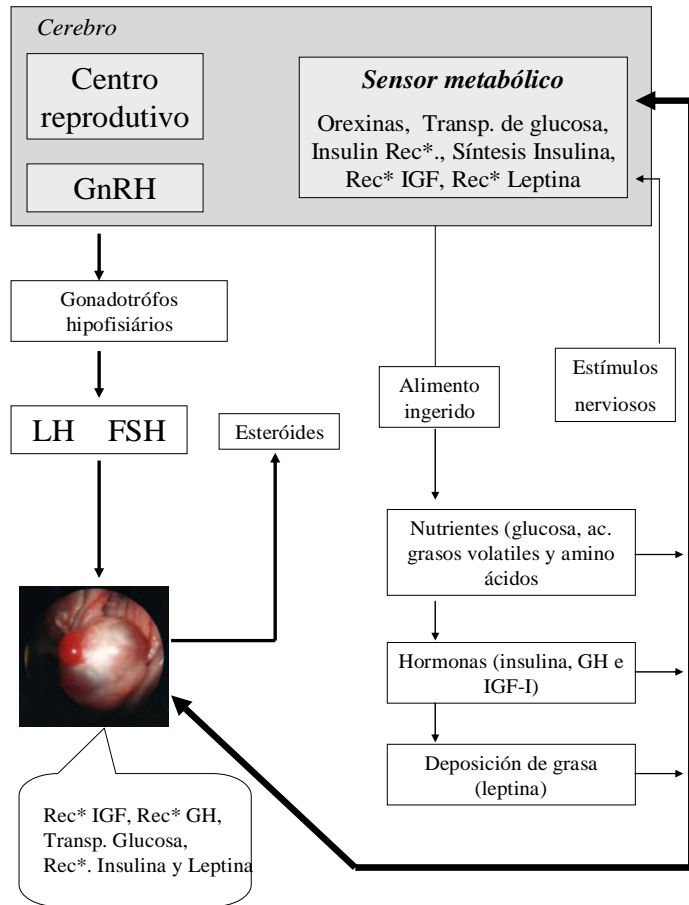 Cerebro
Centro
reprodutivo
GnRH
Sensor metabólico
Orexinas, Transp. de glucosa,
Insulin Rec*., Síntesis Insulina,
Rec* IGF, Rec* Leptina
Gonadotrófos
hipofisiários
LH FSH
Esteróides
Alimento
ingerido
Estímulos
nerviosos
Nutrientes (glucosa, ac.
grasos volatiles y amino
ácidos
Hormonas (insulina, GH e
IGF-I)
Deposición de grasa
(leptina)
Rec* IGF, Rec* GH,
Transp. Glucosa,
Rec*. Insulina y Leptina